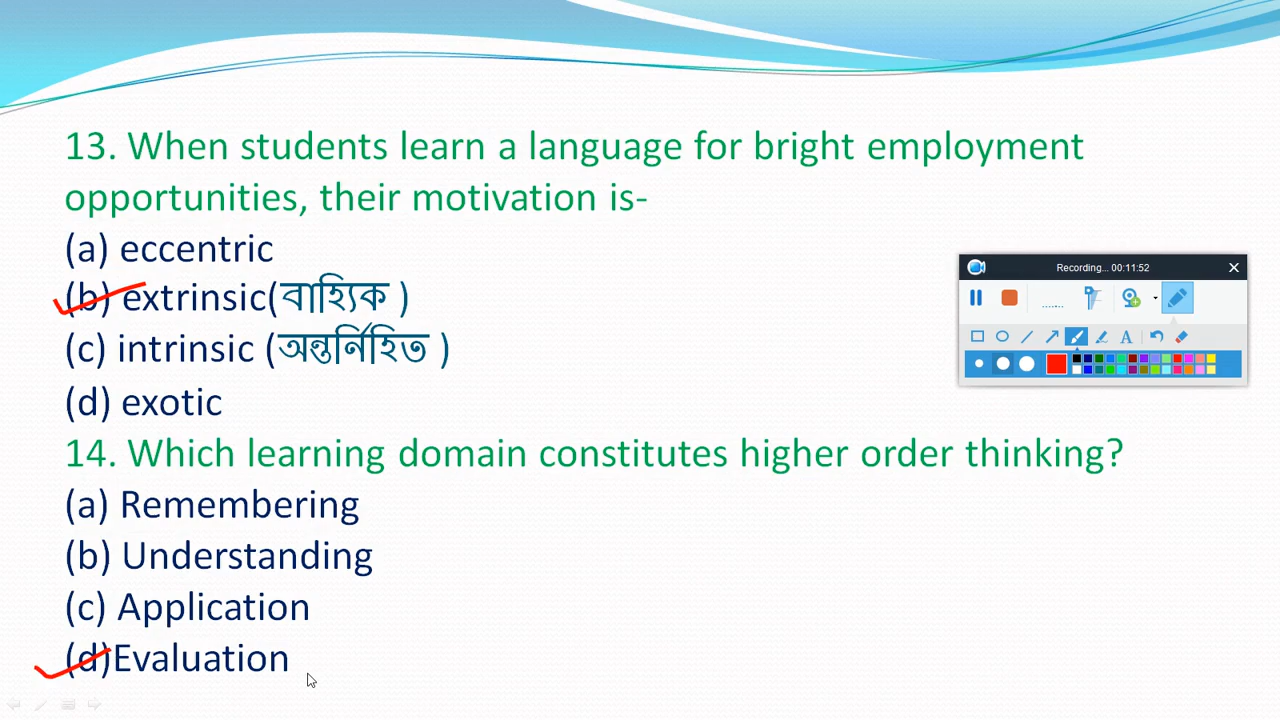 13. When students learn a language for bright employment
opportunities, their motivation is-
(a) eccentric
(b) extrinsic(বাহ্যিক )
(c) intrinsic (অন্তর্নিহিত )
(d) exotic
14. Which learning domain constitutes higher order thinking?
(a) Remembering
(b) Understanding
(c) Application
(d)Evaluation
Recording... 00:11:52